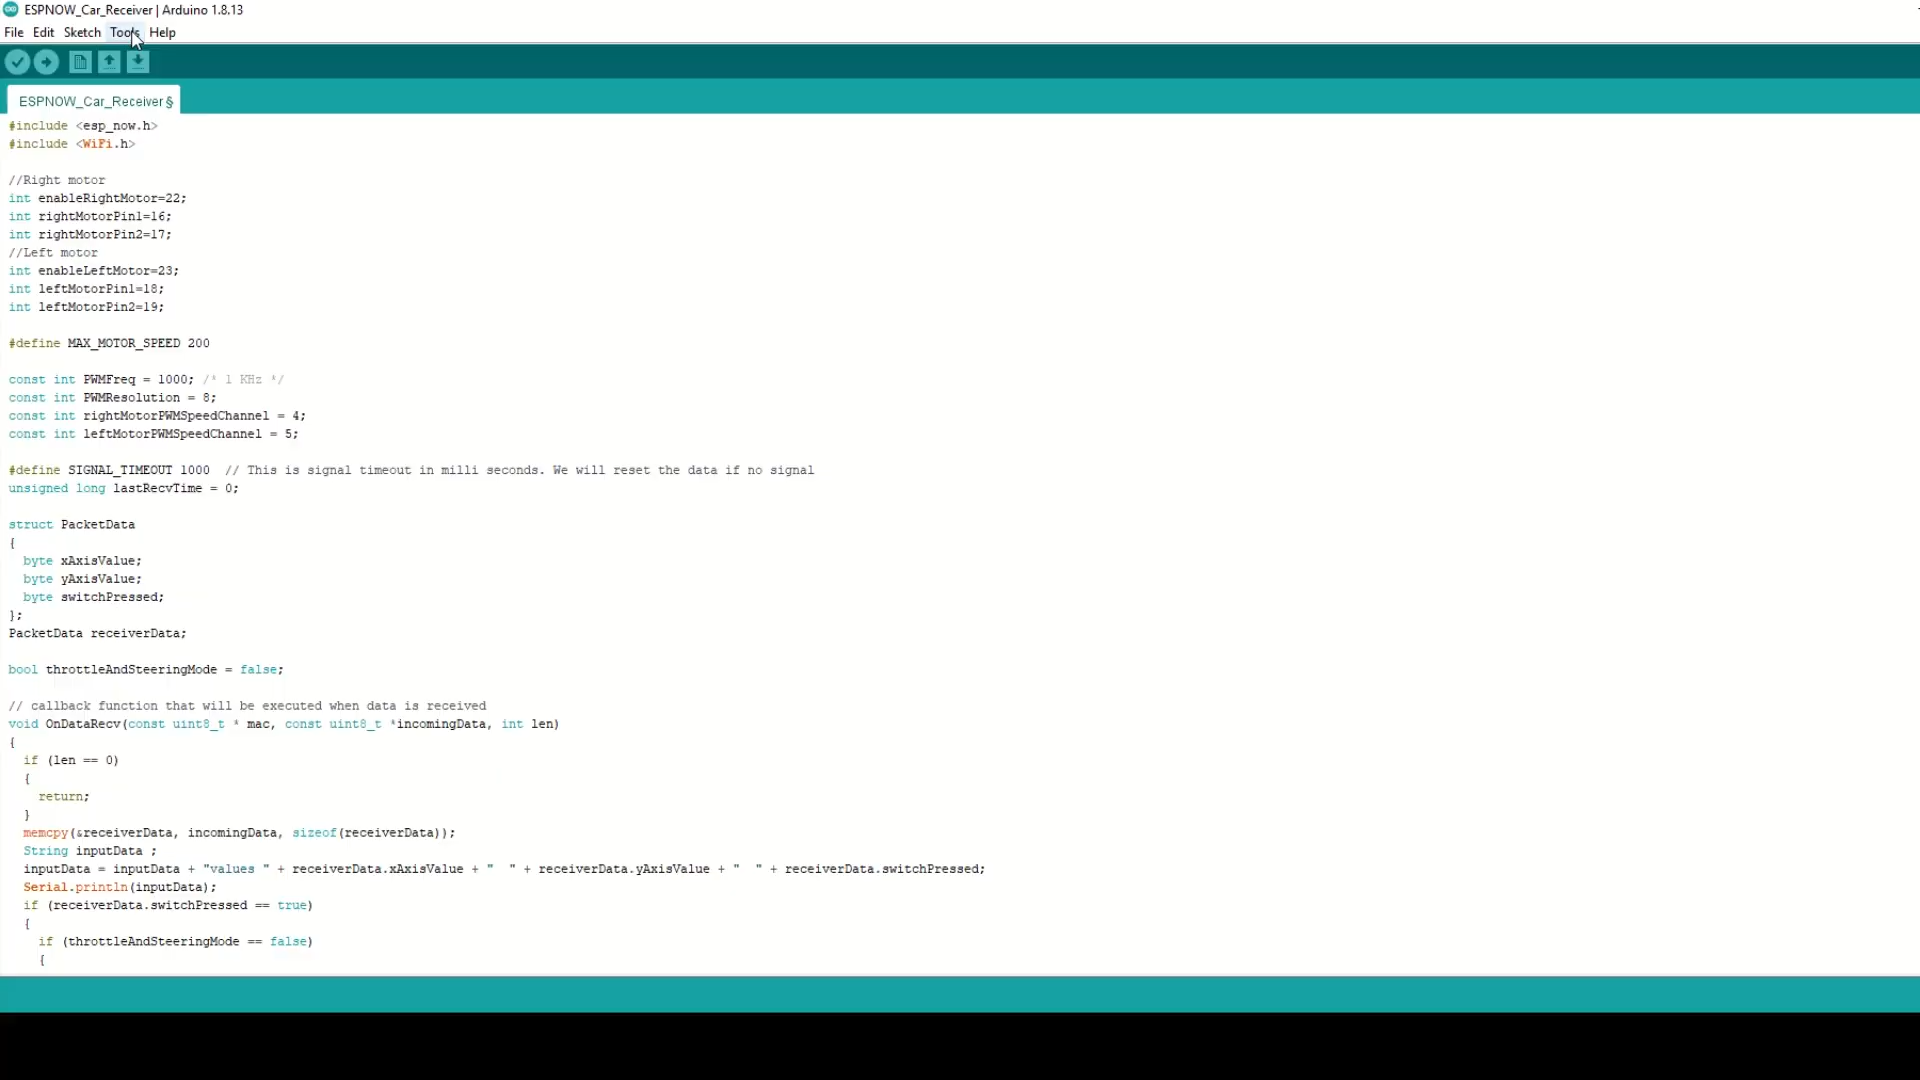 ESPNOW_Car_Receiver | Arduino 1.8.13
File Edit Sketch Tools Help
ESPNOW_Car_Receiver§
#include <esp_now.h>
#include <WiFi.h>
//Right motor
int enableRightMotor=22;
int rightMotorPin1=16;
int rightMotorPin2=17;
//Left motor
int enableLeftMotor=23;
int leftMotorPin1=18;
int leftMotorPin2=19;
#define MAX_MOTOR_SPEED 200
const int PWMFreq = 1000; /* 1 KHz */
const int PWMResolution = 8;
const int rightMotorPWMSpeedChannel = 4;
const int leftMotorPWMSpeedChannel = 5;
#define SIGNAL_TIMEOUT 1000  // This is signal timeout in milli seconds. We will reset the data if no signal
unsigned long lastRecvTime = 0;
struct PacketData
{
  byte xAxisValue;
  byte yAxisValue;
  byte switchPressed;
};
PacketData receiverData;
bool throttleAndSteeringMode = false;
// callback function that will be executed when data is received
void OnDataRecv(const uint8_t * mac, const uint8_t *incomingData, int len)
{
  if (len == 0)
  {
    return;
  }
  memcpy(&receiverData, incomingData, sizeof(receiverData));
  String inputData ;
  inputData = inputData + "values " + receiverData.xAxisValue + "  " + receiverData.yAxisValue + "  " + receiverData.switchPressed;
  Serial.println(inputData);
  if (receiverData.switchPressed == true)
  {
    if (throttleAndSteeringMode == false)
    {